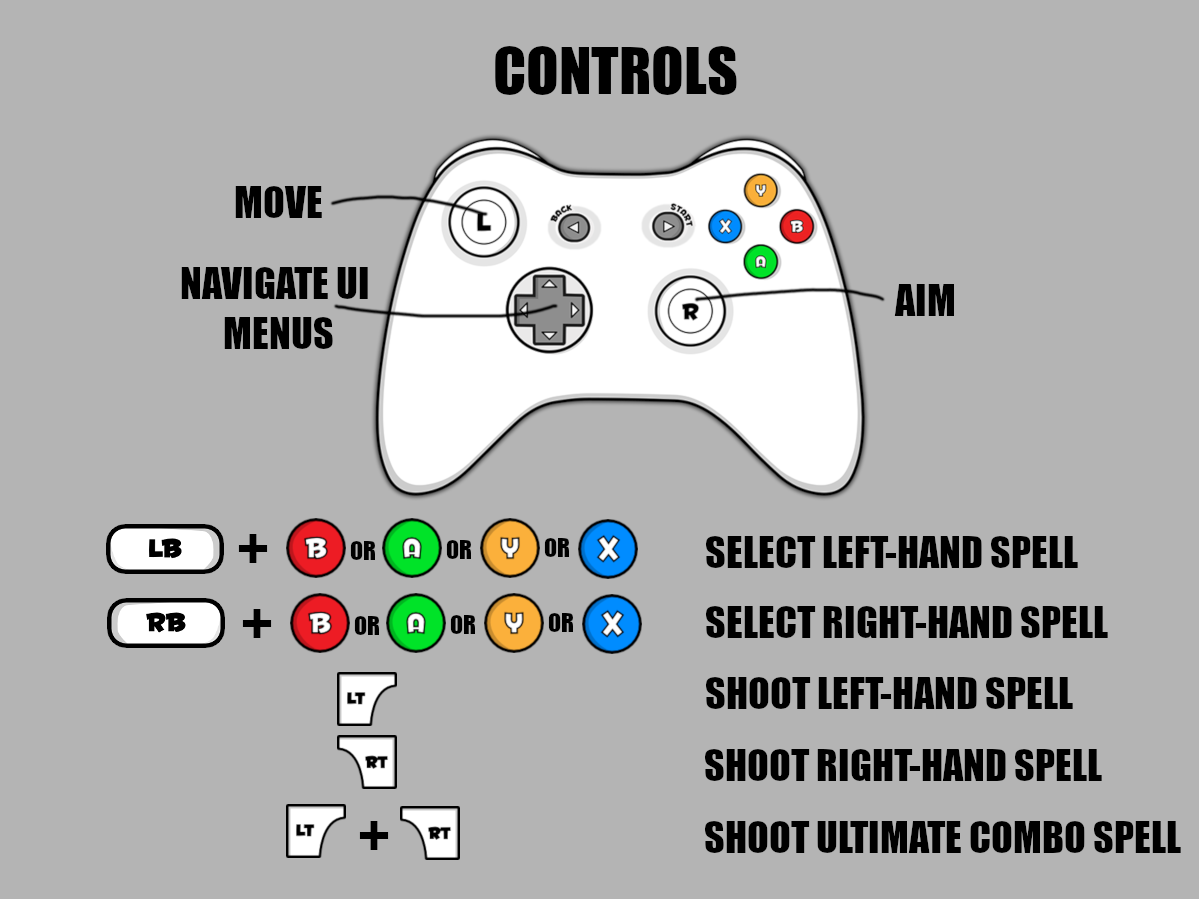 CONTROLS
MOVE
L
BACK
START
Y
X
B
A
NAVIGATE UI
MENUS
R
AIM
LB + B OR A OR Y OR X SELECT LEFT-HAND SPELL
RB + B OR A OR Y OR X SELECT RIGHT-HAND SPELL
LT SHOOT LEFT-HAND SPELL
RT SHOOT RIGHT-HAND SPELL
LT + RT SHOOT ULTIMATE COMBO SPELL